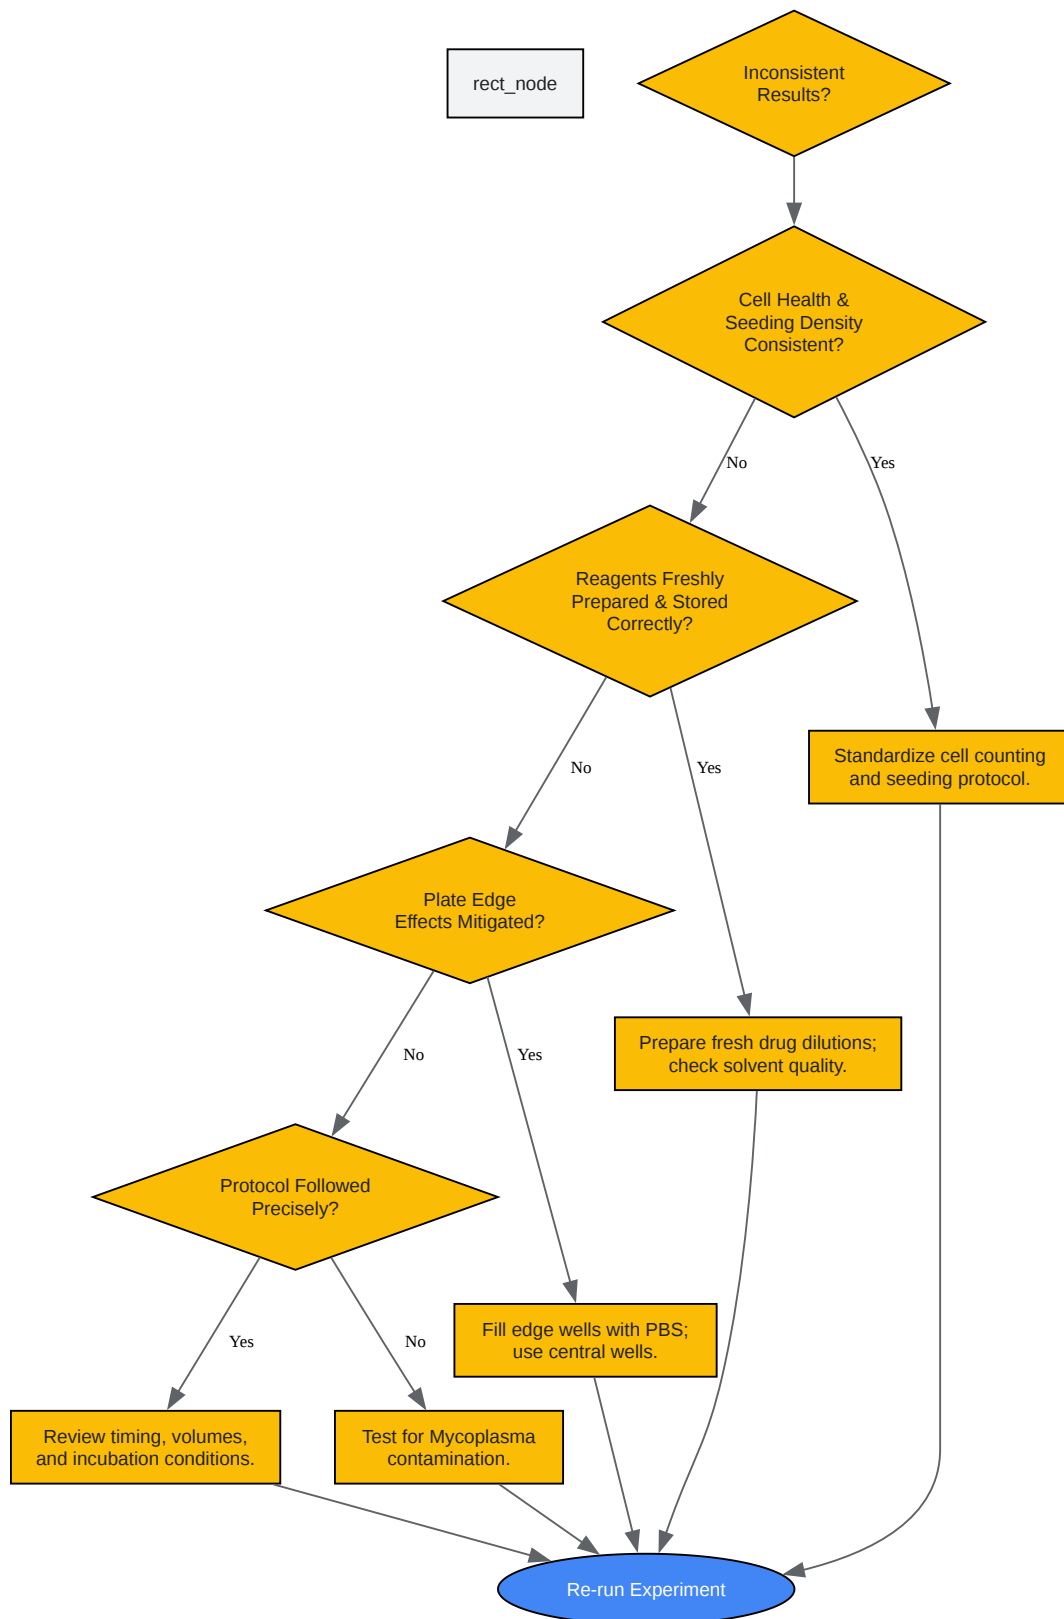 rect_node
Inconsistent
Results?
Cell Health &
Seeding Density
Consistent?
No
Yes
Reagents Freshly
Prepared & Stored
Correctly?
No
Yes
Standardize cell counting
and seeding protocol.
Plate Edge
Effects Mitigated?
No
Yes
Prepare fresh drug dilutions;
check solvent quality.
Protocol Followed
Precisely?
Yes
No
Fill edge wells with PBS;
use central wells.
Review timing, volumes,
and incubation conditions.
Test for Mycoplasma
contamination.
Re-run Experiment